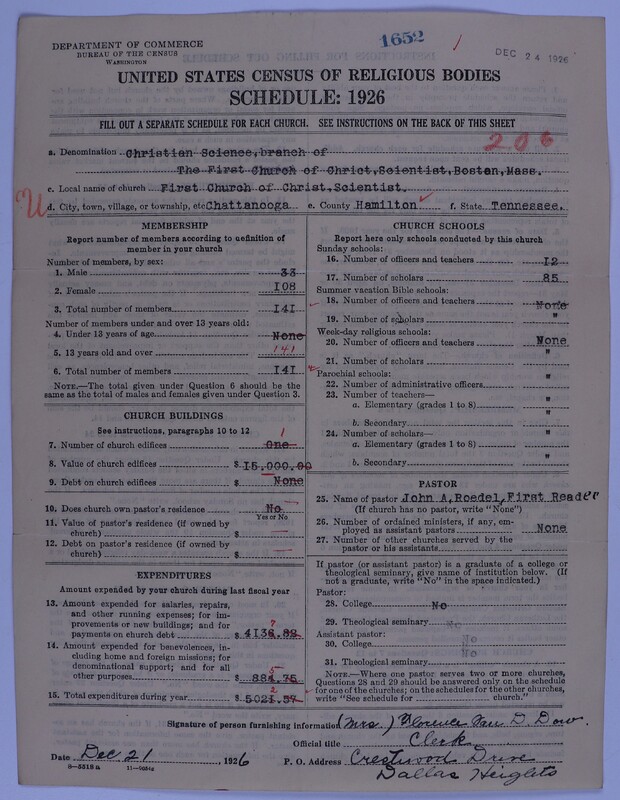 DEPARTMENT OF COMMERCE
BUREAU OF THE CENSUS
WASHINGTON
1652
DEC 24 1926
UNITED STATES CENSUS OF RELIGIOUS BODIES
SCHEDULE: 1926
FILL OUT A SEPARATE SCHEDULE FOR EACH CHURCH. SEE INSTRUCTIONS ON THE BACK OF THIS SHEET
206
a. Denomination Christian Science, branch of
The First Church of Christ, Scientist, Boston, Mass.
c. Local name of church First Church of Christ, Scientist.
d. City, town, village, or township, etc Chattanooga e. County Hamilton f. State Tennessee.
MEMBERSHIP
Report number of members according to definition of
member in your church
Number of members, by sex:
1. Male 33
2. Female 108
3. Total number of members 141
Number of members under and over 13 years old:
4. Under 13 years of age None
5. 13 years old and over 141
6. Total number of members 141
NOTE.—The total given under Question 6 should be the
same as the total of males and females given under Question 3.
CHURCH BUILDINGS
See instructions, paragraphs 10 to 12
7. Number of church edifices One 1
8. Value of church edifices $ 15,000.00
9. Debt on church edifices $ None
10. Does church own pastor's residence No
Yes or No
11. Value of pastor's residence (if owned by
church) $
12. Debt on pastor's residence (if owned by
church) $
EXPENDITURES
Amount expended by your church during last fiscal year
13. Amount expended for salaries, repairs,
and other running expenses; for im-
provements or new buildings; and for
payments on church debt $ 4136.82 7
14. Amount expended for benevolences, in-
cluding home and foreign missions; for
denominational support; and for all
other purposes $ 884.75 5
15. Total expenditures during year $ 5021.57 2
CHURCH SCHOOLS
Report here only schools conducted by this church
Sunday schools:
16. Number of officers and teachers 12
17. Number of scholars 85
Summer vacation Bible schools:
18. Number of officers and teachers None
19. Number of scholars "
Week-day religious schools:
20. Number of officers and teachers None
21. Number of scholars "
Parochial schools:
22. Number of administrative officers "
23. Number of teachers—
a. Elementary (grades 1 to 8) "
b. Secondary "
24. Number of scholars—
a. Elementary (grades 1 to 8) "
b. Secondary "
PASTOR
25. Name of pastor John A, Roedel, First Reader
(If church has no pastor, write "None")
26. Number of ordained ministers, if any, em-
ployed as assistant pastors None
27. Number of other churches served by the
pastor or his assistants
If pastor (or assistant pastor) is a graduate of a college or
theological seminary, give name of institution below. (If
not a graduate, write "No" in the space indicated.)
Pastor:
28. College No
29. Theological seminary No
Assistant pastor:
30. College No
31. Theological seminary No
NOTE.—Where one pastor serves two or more churches,
Questions 28 and 29 should be answered only on the schedule
for one of the churches; on the schedules for the other churches,
write "See schedule for church."
Signature of person furnishing information (Mrs.) Florence Van D. Dow.
Official title Clerk
Date Dec 21, 1926 P. O. Address Crestwood Drive
Dallas Heights
8—5518 a